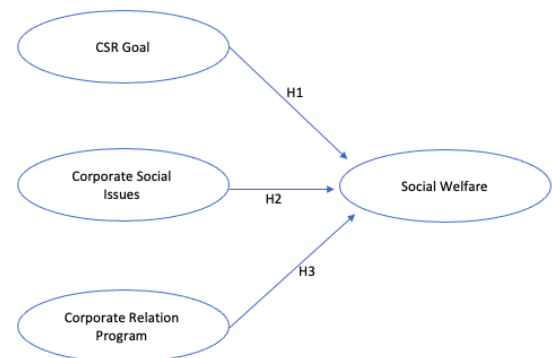 CSR Goal
H1
Corporate Social
Issues
H2
Social Welfare
H3
Corporate Relation
Program